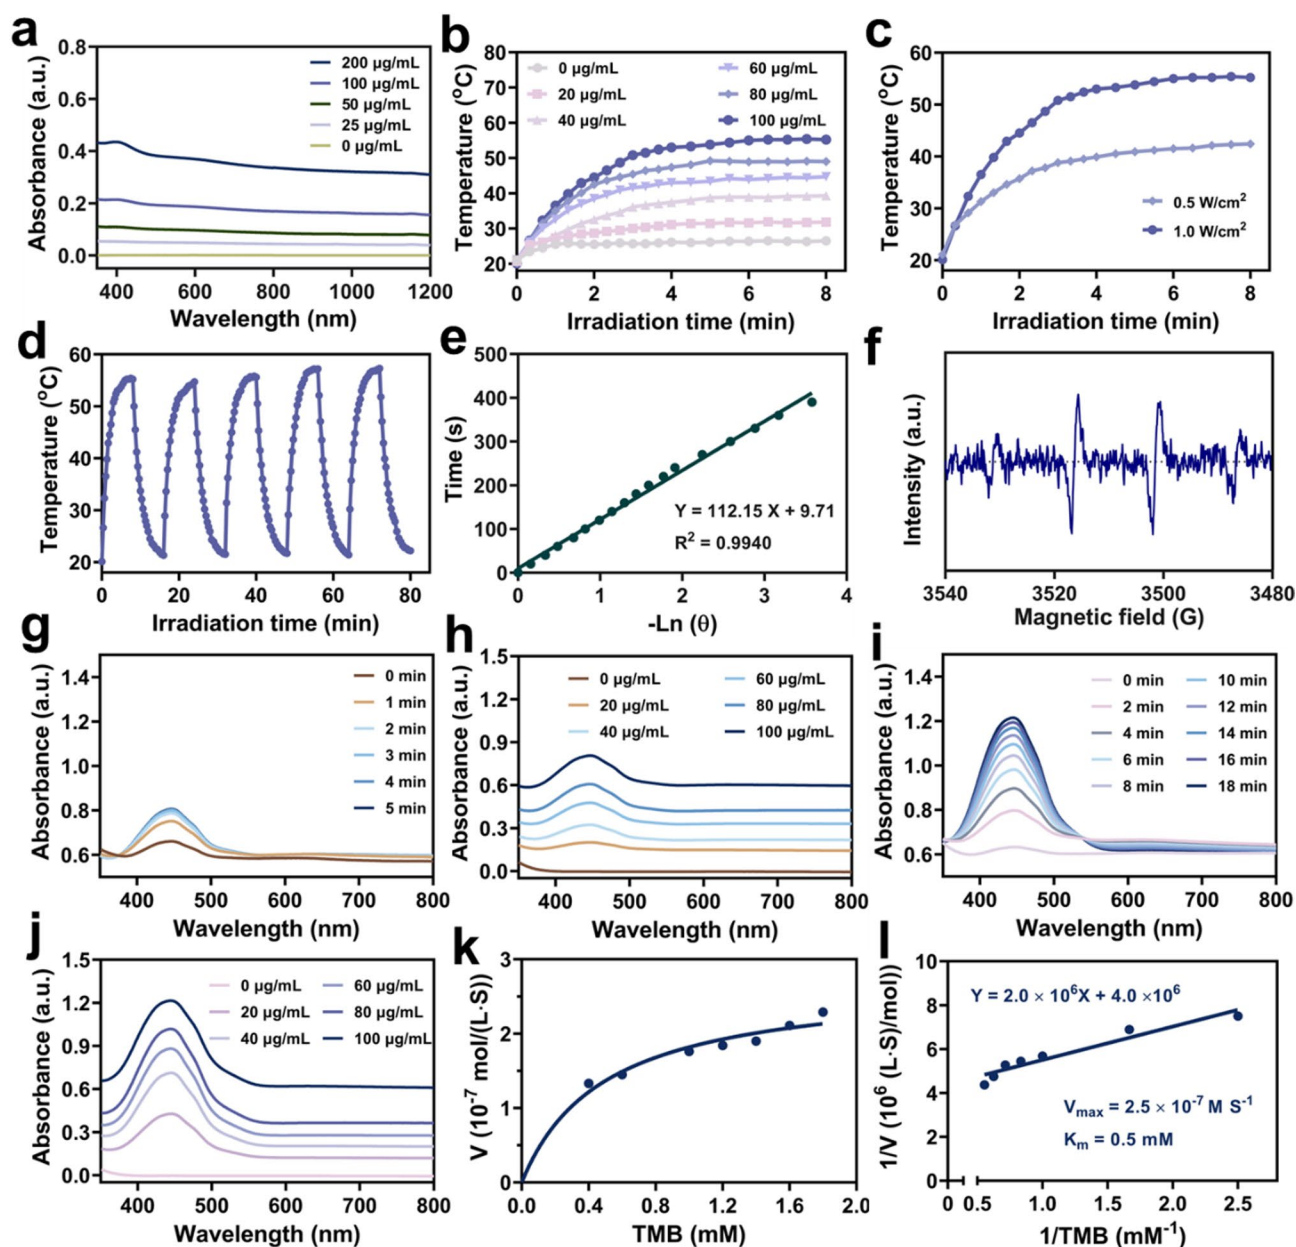 a
0.8
0.6
0.4
0.2
0.0
Absorbance (a.u.)
200 µg/mL
100 µg/mL
50 µg/mL
25 µg/mL
0 µg/mL
400 600 800 1000 1200
Wavelength (nm)
b
80
70
60
50
40
30
20
Temperature (°C)
0 µg/mL 60 µg/mL
20 µg/mL 80 µg/mL
40 µg/mL 100 µg/mL
0 2 4 6 8
Irradiation time (min)
c
60
50
40
30
20
Temperature (°C)
0.5 W/cm²
1.0 W/cm²
0 2 4 6 8
Irradiation time (min)
d
60
50
40
30
20
Temperature (°C)
0 20 40 60 80
Irradiation time (min)
e
500
400
300
200
100
0
Time (s)
Y = 112.15 X + 9.71
R² = 0.9940
0 1 2 3 4
-Ln (θ)
f
Intensity (a.u.)
3540 3520 3500 3480
Magnetic field (G)
g
1.4
1.2
1.0
0.8
0.6
Absorbance (a.u.)
0 min
1 min
2 min
3 min
4 min
5 min
400 500 600 700 800
Wavelength (nm)
h
1.5
1.2
0.9
0.6
0.3
0.0
Absorbance (a.u.)
0 µg/mL 60 µg/mL
20 µg/mL 80 µg/mL
40 µg/mL 100 µg/mL
400 500 600 700 800
Wavelength (nm)
i
1.4
1.2
1.0
0.8
0.6
Absorbance (a.u.)
0 min 10 min
2 min 12 min
4 min 14 min
6 min 16 min
8 min 18 min
400 500 600 700 800
Wavelength (nm)
j
1.5
1.2
0.9
0.6
0.3
0.0
Absorbance (a.u.)
0 µg/mL 60 µg/mL
20 µg/mL 80 µg/mL
40 µg/mL 100 µg/mL
400 500 600 700 800
Wavelength (nm)
k
3
2
1
0
V (10⁻⁷ mol/(L·S))
0.0 0.4 0.8 1.2 1.6 2.0
TMB (mM)
l
10
8
6
4
2
0
1/V (10⁶ (L·S)/mol))
Y = 2.0 × 10⁶X + 4.0 ×10⁶
Vmax = 2.5 × 10⁻⁷ M S⁻¹
Km = 0.5 mM
0 0.5 1.0 1.5 2.0 2.5
1/TMB (mM⁻¹)